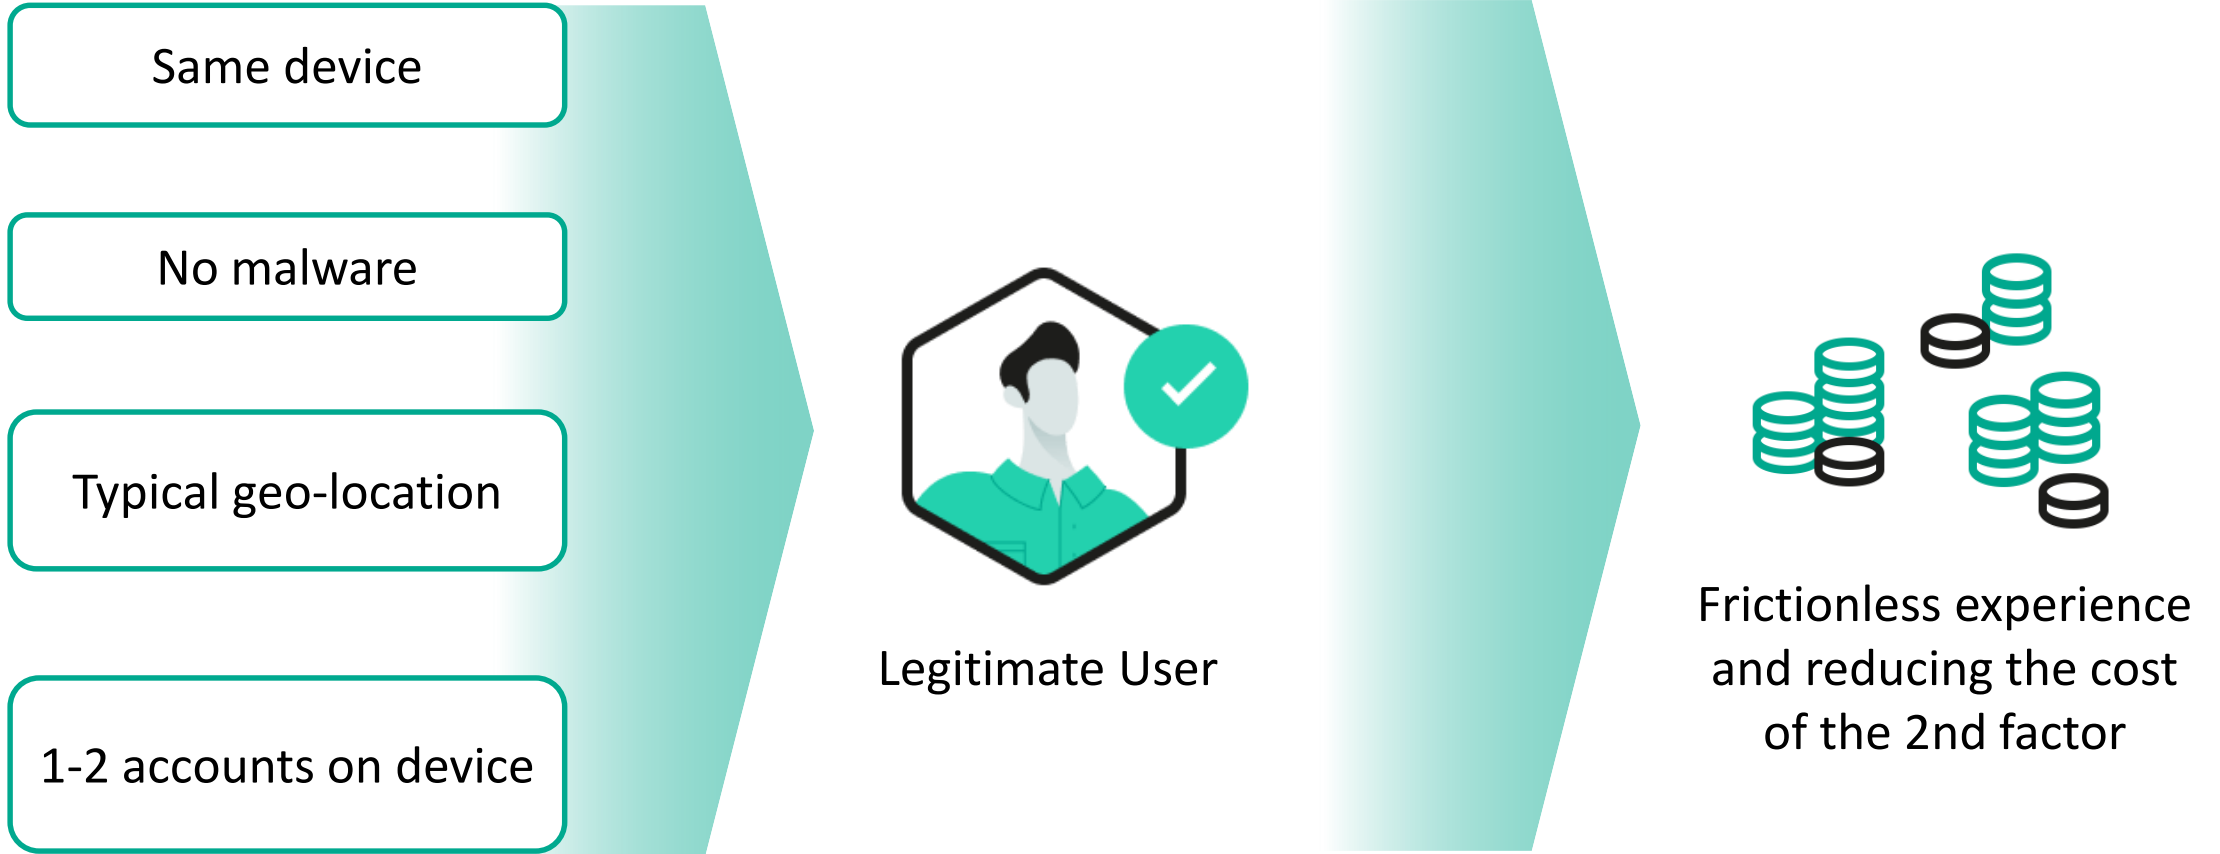 Same device
No malware
Typical geo-location
1-2 accounts on device
Legitimate User
Frictionless experience
and reducing the cost
of the 2nd factor